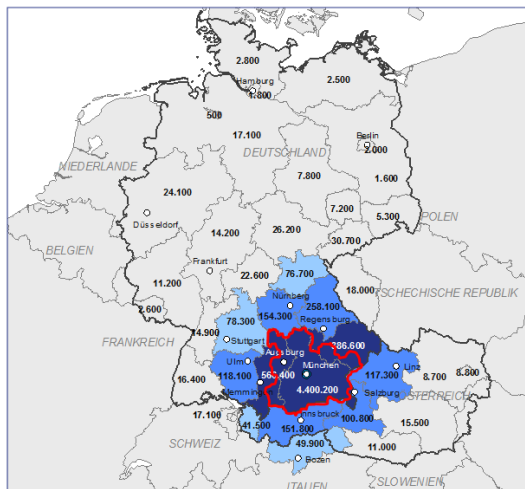 2.800
2.500
Hamburg
1.800
500
17.100
Berlin
2.000
DEUTSCHLAND
NIEDERLANDE
7.800
1.600
24.100
7.200
5.300
POLEN
Düsseldorf
14.200
26.200
30.700
BELGIEN
Frankfurt
22.600
76.700
11.200
18.000
TSCHECHISCHE REPUBLIK
Nürnberg
258.100
2.600
154.300
78.300
Regensburg
14.900
FRANKREICH
Stuttgart
386.600
Augsburg
Ulm
München
Linz
118.100
117.300
8.700
8.800
16.400
Memming
4.400.200
Salzburg
ÖSTERREICH
17.100
nnsbruck
100.800
15.500
41.500
151.800
SCHWEIZ
49.900
11.000
Bozen
SLOWENIEN
ITALIEN